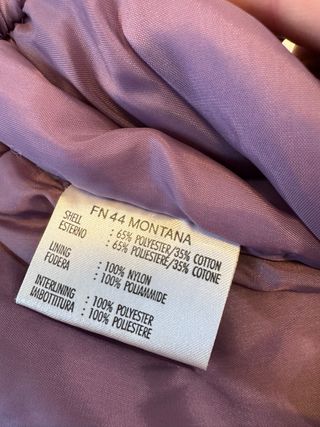 FN 44 MONTANA
SHELL : 65% POLYESTER/35% COTTON
ESTERNO : 65% POLIESTERE/35% COTONE
LINING : 100% NYLON
FODERA : 100% POLIAMMIDE
INTERLINING : 100% POLYESTER
IMBOTTITURA : 100% POLIESTERE